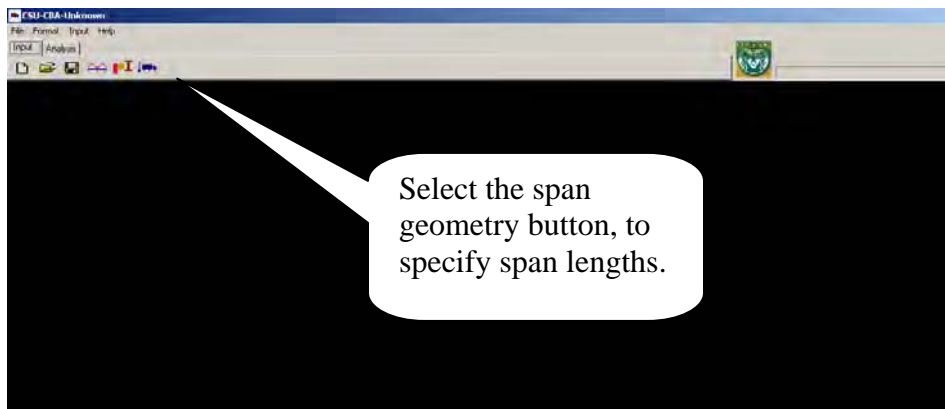 CSU-CBA-Unknown
File Format Input Help
Input Analysis
Select the span
geometry button, to
specify span lengths.